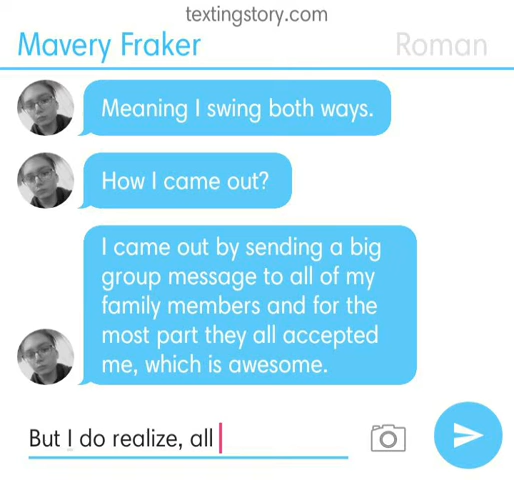 textingstory.com
Mavery Fraker
Roman
Meaning I swing both ways.
How I came out?
I came out by sending a big
group message to all of my
family members and for the
most part they all accepted
me, which is awesome.
But I do realize, all